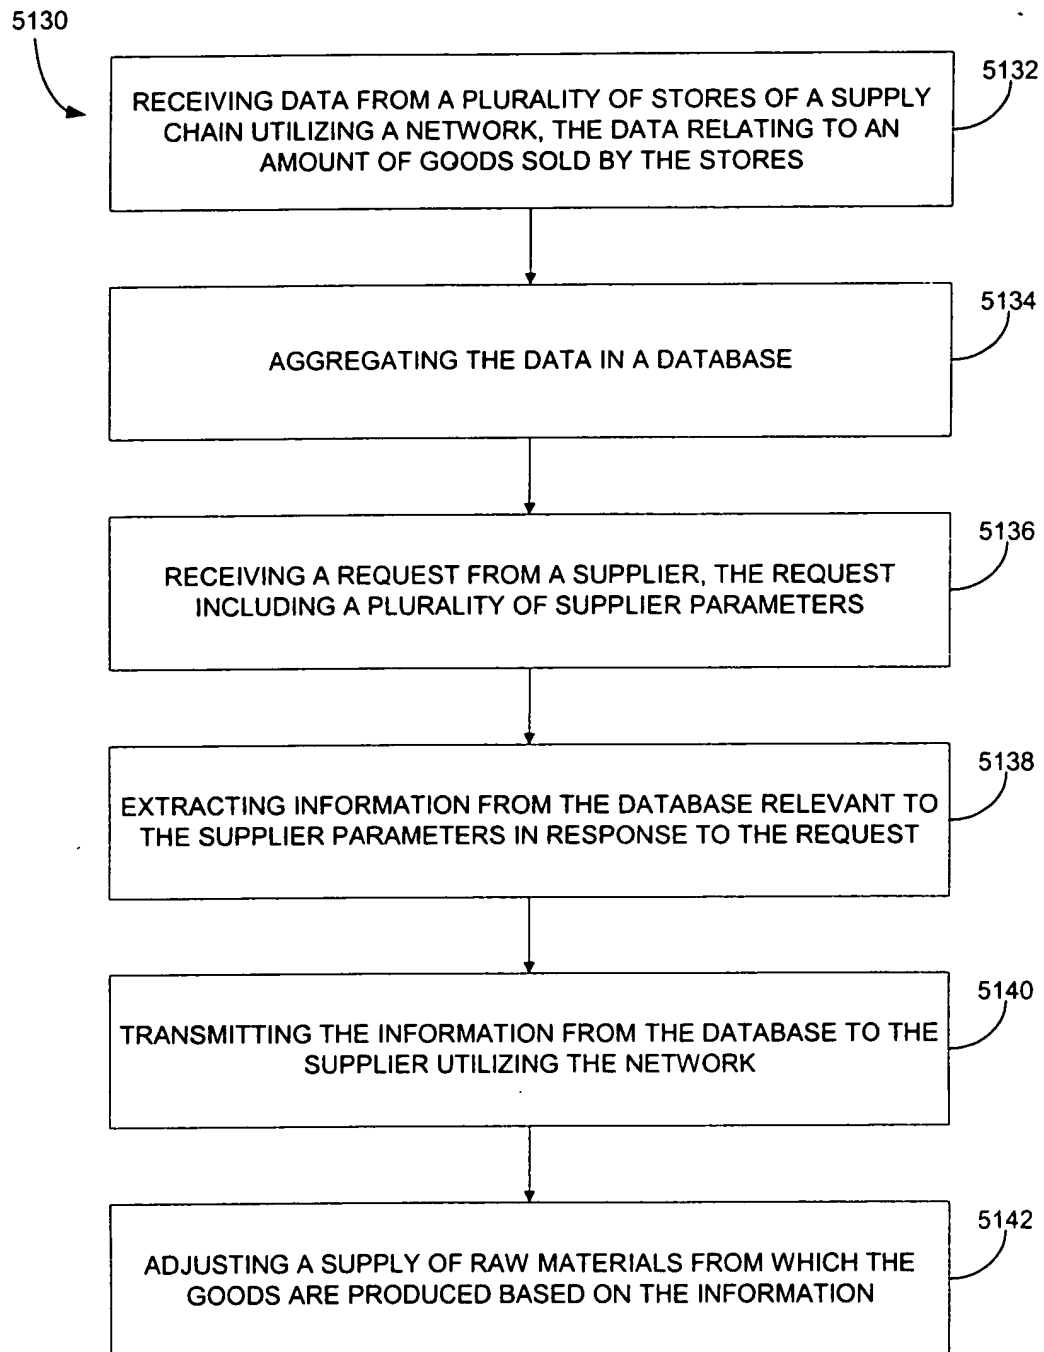 5130
5132
RECEIVING DATA FROM A PLURALITY OF STORES OF A SUPPLY
CHAIN UTILIZING A NETWORK, THE DATA RELATING TO AN
AMOUNT OF GOODS SOLD BY THE STORES
5134
AGGREGATING THE DATA IN A DATABASE
5136
RECEIVING A REQUEST FROM A SUPPLIER, THE REQUEST
INCLUDING A PLURALITY OF SUPPLIER PARAMETERS
5138
EXTRACTING INFORMATION FROM THE DATABASE RELEVANT TO
THE SUPPLIER PARAMETERS IN RESPONSE TO THE REQUEST
5140
TRANSMITTING THE INFORMATION FROM THE DATABASE TO THE
SUPPLIER UTILIZING THE NETWORK
5142
ADJUSTING A SUPPLY OF RAW MATERIALS FROM WHICH THE
GOODS ARE PRODUCED BASED ON THE INFORMATION